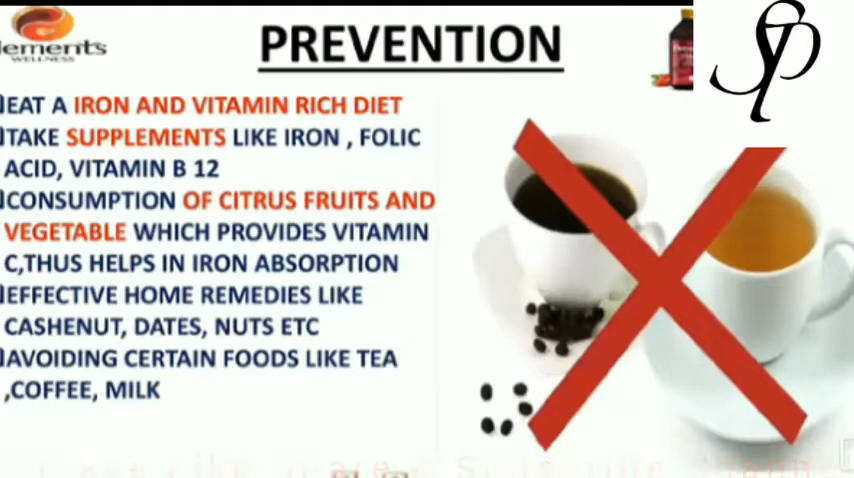 PREVENTION
lements
WELLNESS
EAT A IRON AND VITAMIN RICH DIET
TAKE SUPPLEMENTS LIKE IRON , FOLIC
ACID, VITAMIN B 12
CONSUMPTION OF CITRUS FRUITS AND
VEGETABLE WHICH PROVIDES VITAMIN
C,THUS HELPS IN IRON ABSORPTION
EFFECTIVE HOME REMEDIES LIKE
CASHENUT, DATES, NUTS ETC
AVOIDING CERTAIN FOODS LIKE TEA
,COFFEE, MILK